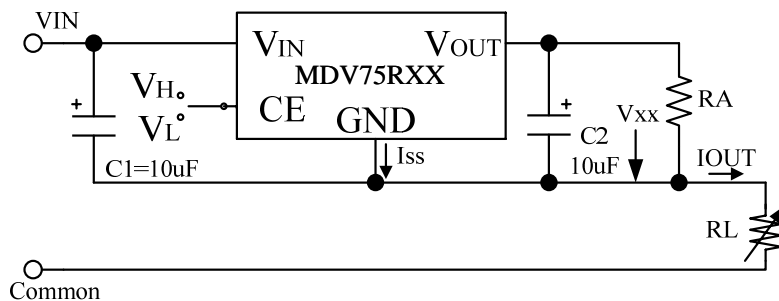 VIN
VIN
VOUT
MDV75RXX
VH
VL
CE
GND
Iss
C1=10uF
C2
10uF
VXX
RA
IOUT
RL
Common
+
+